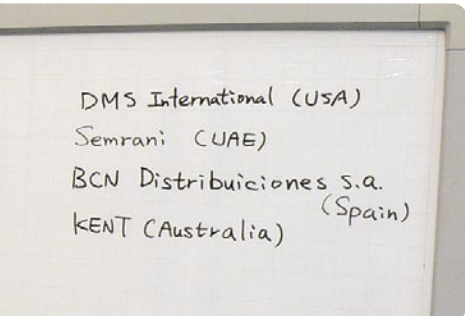 DMS International (USA)
Semrani (UAE)
BCN Distribuiciones s.a.
(Spain)
KENT (Australia)